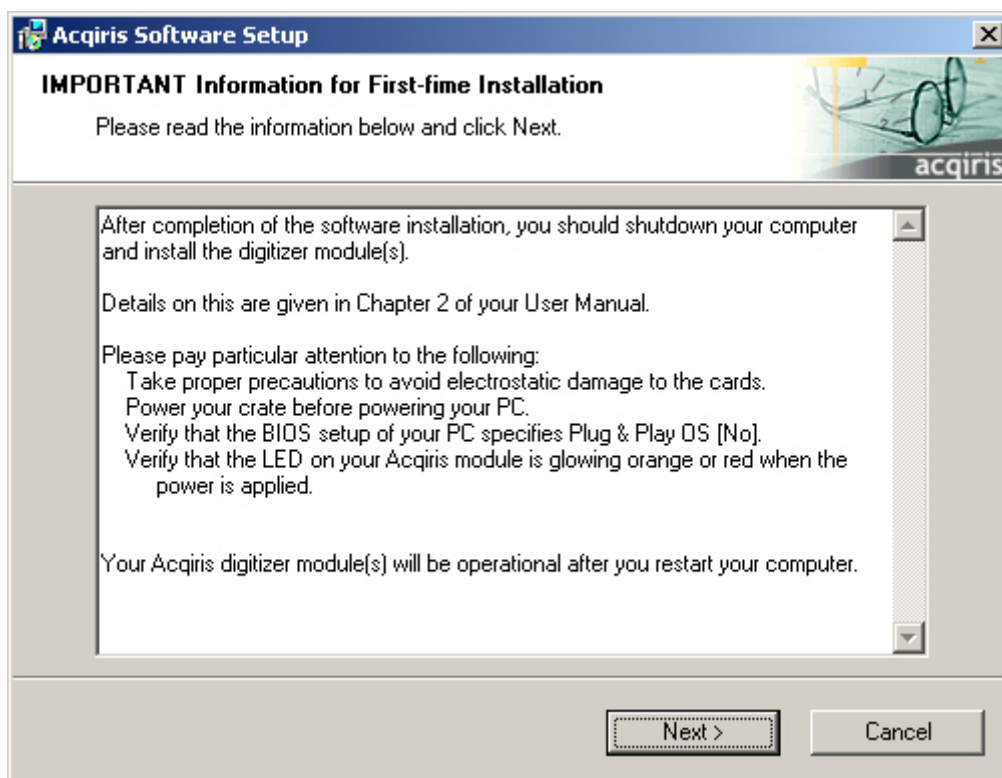 Acqiris Software Setup
IMPORTANT Information for First-fime Installation
Please read the information below and click Next.
acqiris
After completion of the software installation, you should shutdown your computer
and install the digitizer module(s).
Details on this are given in Chapter 2 of your User Manual.
Please pay particular attention to the following:
Take proper precautions to avoid electrostatic damage to the cards.
Power your crate before powering your PC.
Verify that the BIOS setup of your PC specifies Plug & Play OS [No].
Verify that the LED on your Acqiris module is glowing orange or red when the
power is applied.
Your Acqiris digitizer module(s) will be operational after you restart your computer.
Next >
Cancel